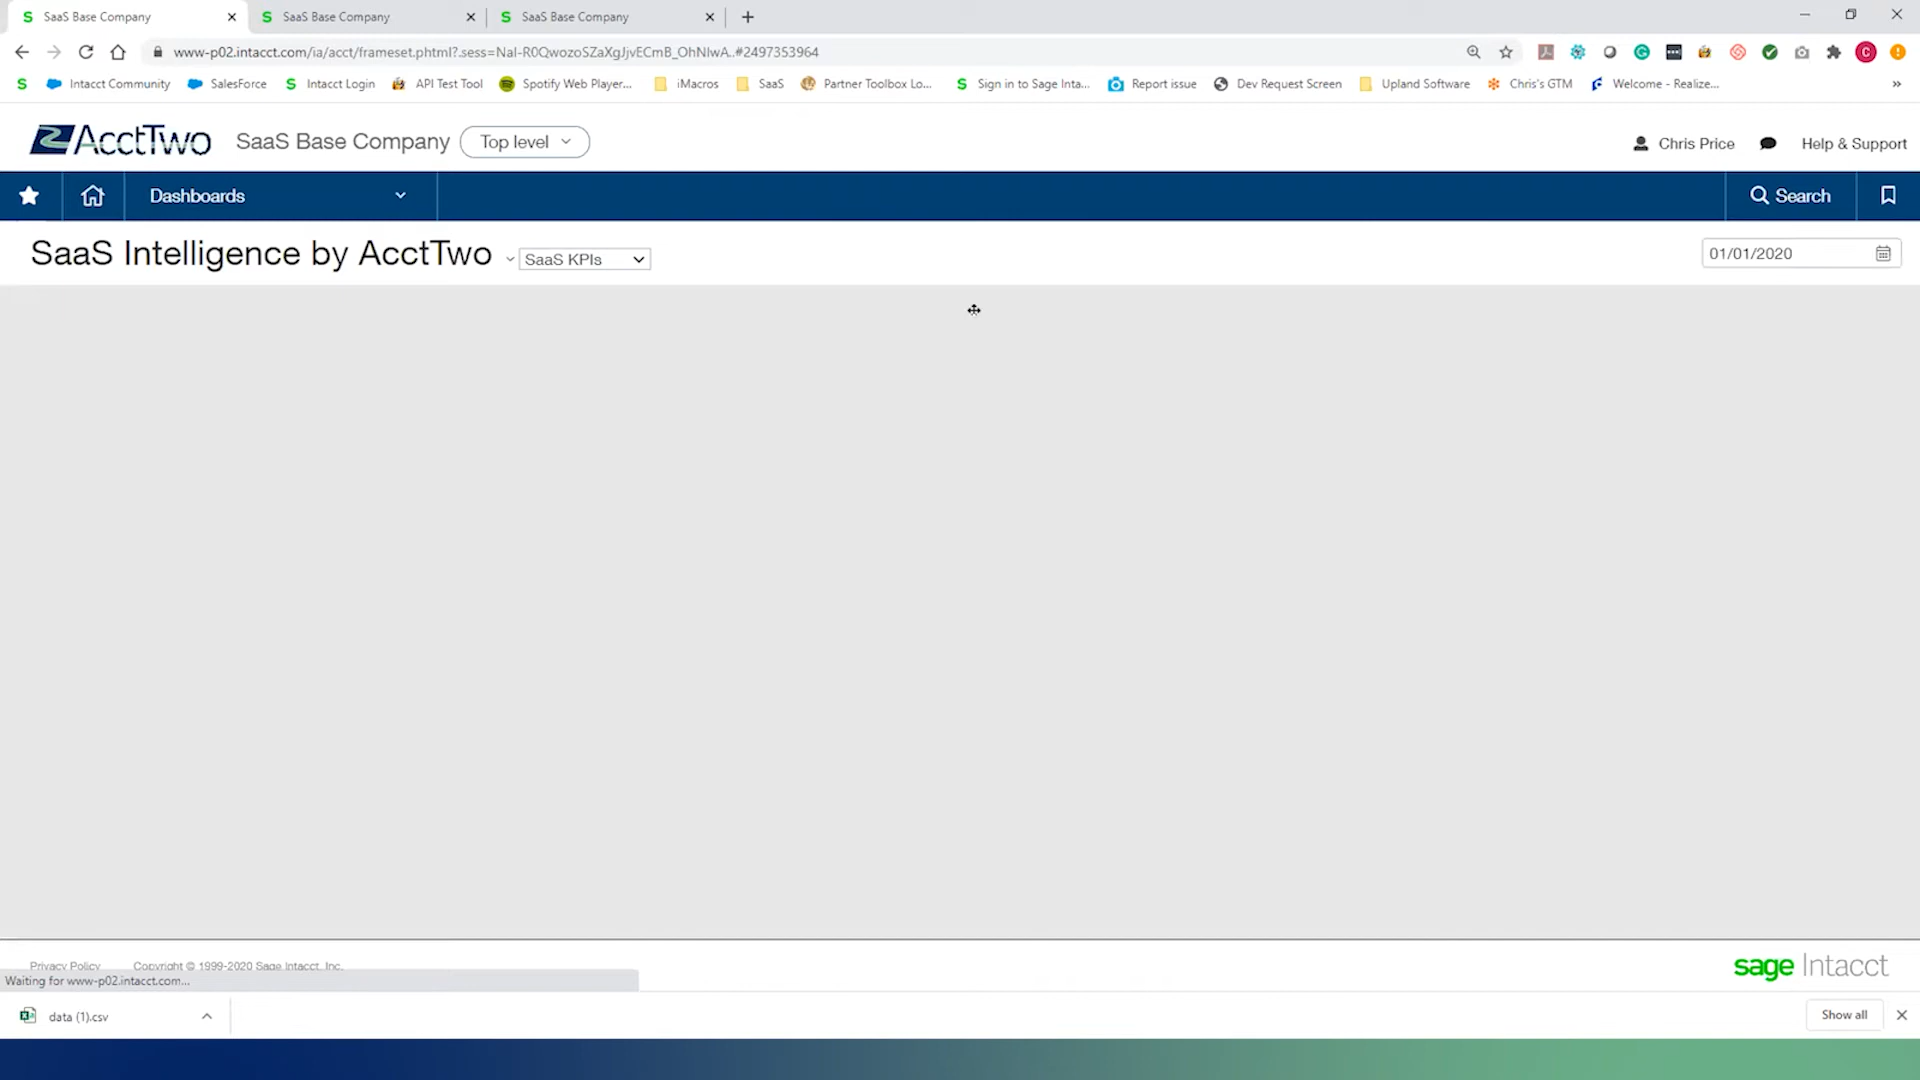 SaaS Base Company
SaaS Base Company
SaaS Base Company
www-p02.intacct.com/ia/acct/frameset.phtml?.sess=NaI-R0QwozoSZaXgJjvECmB_OhNlwA..#2497353964
Intacct Community
SalesForce
Intacct Login
API Test Tool
Spotify Web Player...
iMacros
SaaS
Partner Toolbox Lo...
Sign in to Sage Inta...
Report issue
Dev Request Screen
Upland Software
Chris's GTM
Welcome - Realize...
»
AcctTwo
SaaS Base Company
Top level
Chris Price
Help & Support
Dashboards
Search
SaaS Intelligence by AcctTwo
SaaS KPIs
01/01/2020
Privacy Policy
Copyright © 1999-2020 Sage Intacct, Inc.
sage Intacct
Waiting for www-p02.intacct.com...
data (1).csv
Show all